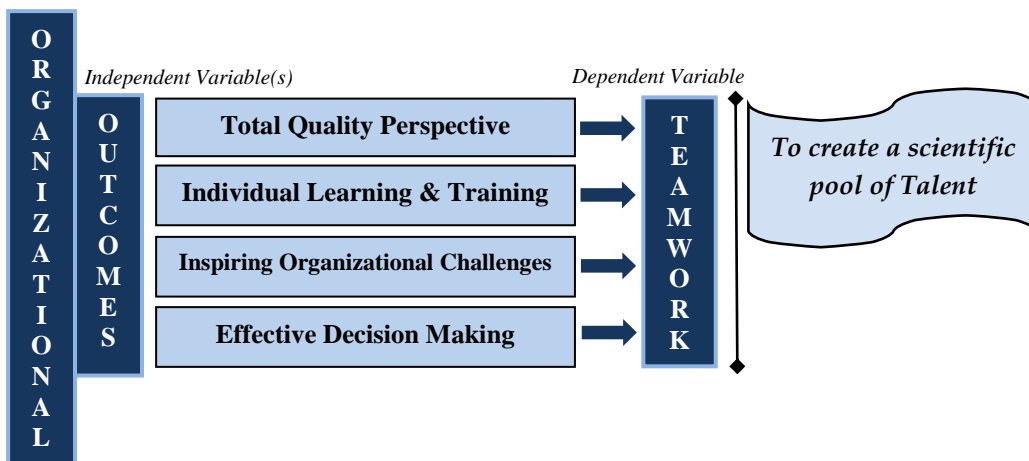 ORGANIZATIONAL
OUTCOMES
Independent Variable(s)
Total Quality Perspective
Individual Learning & Training
Inspiring Organizational Challenges
Effective Decision Making
Dependent Variable
TEAMWORK
To create a scientific
pool of Talent